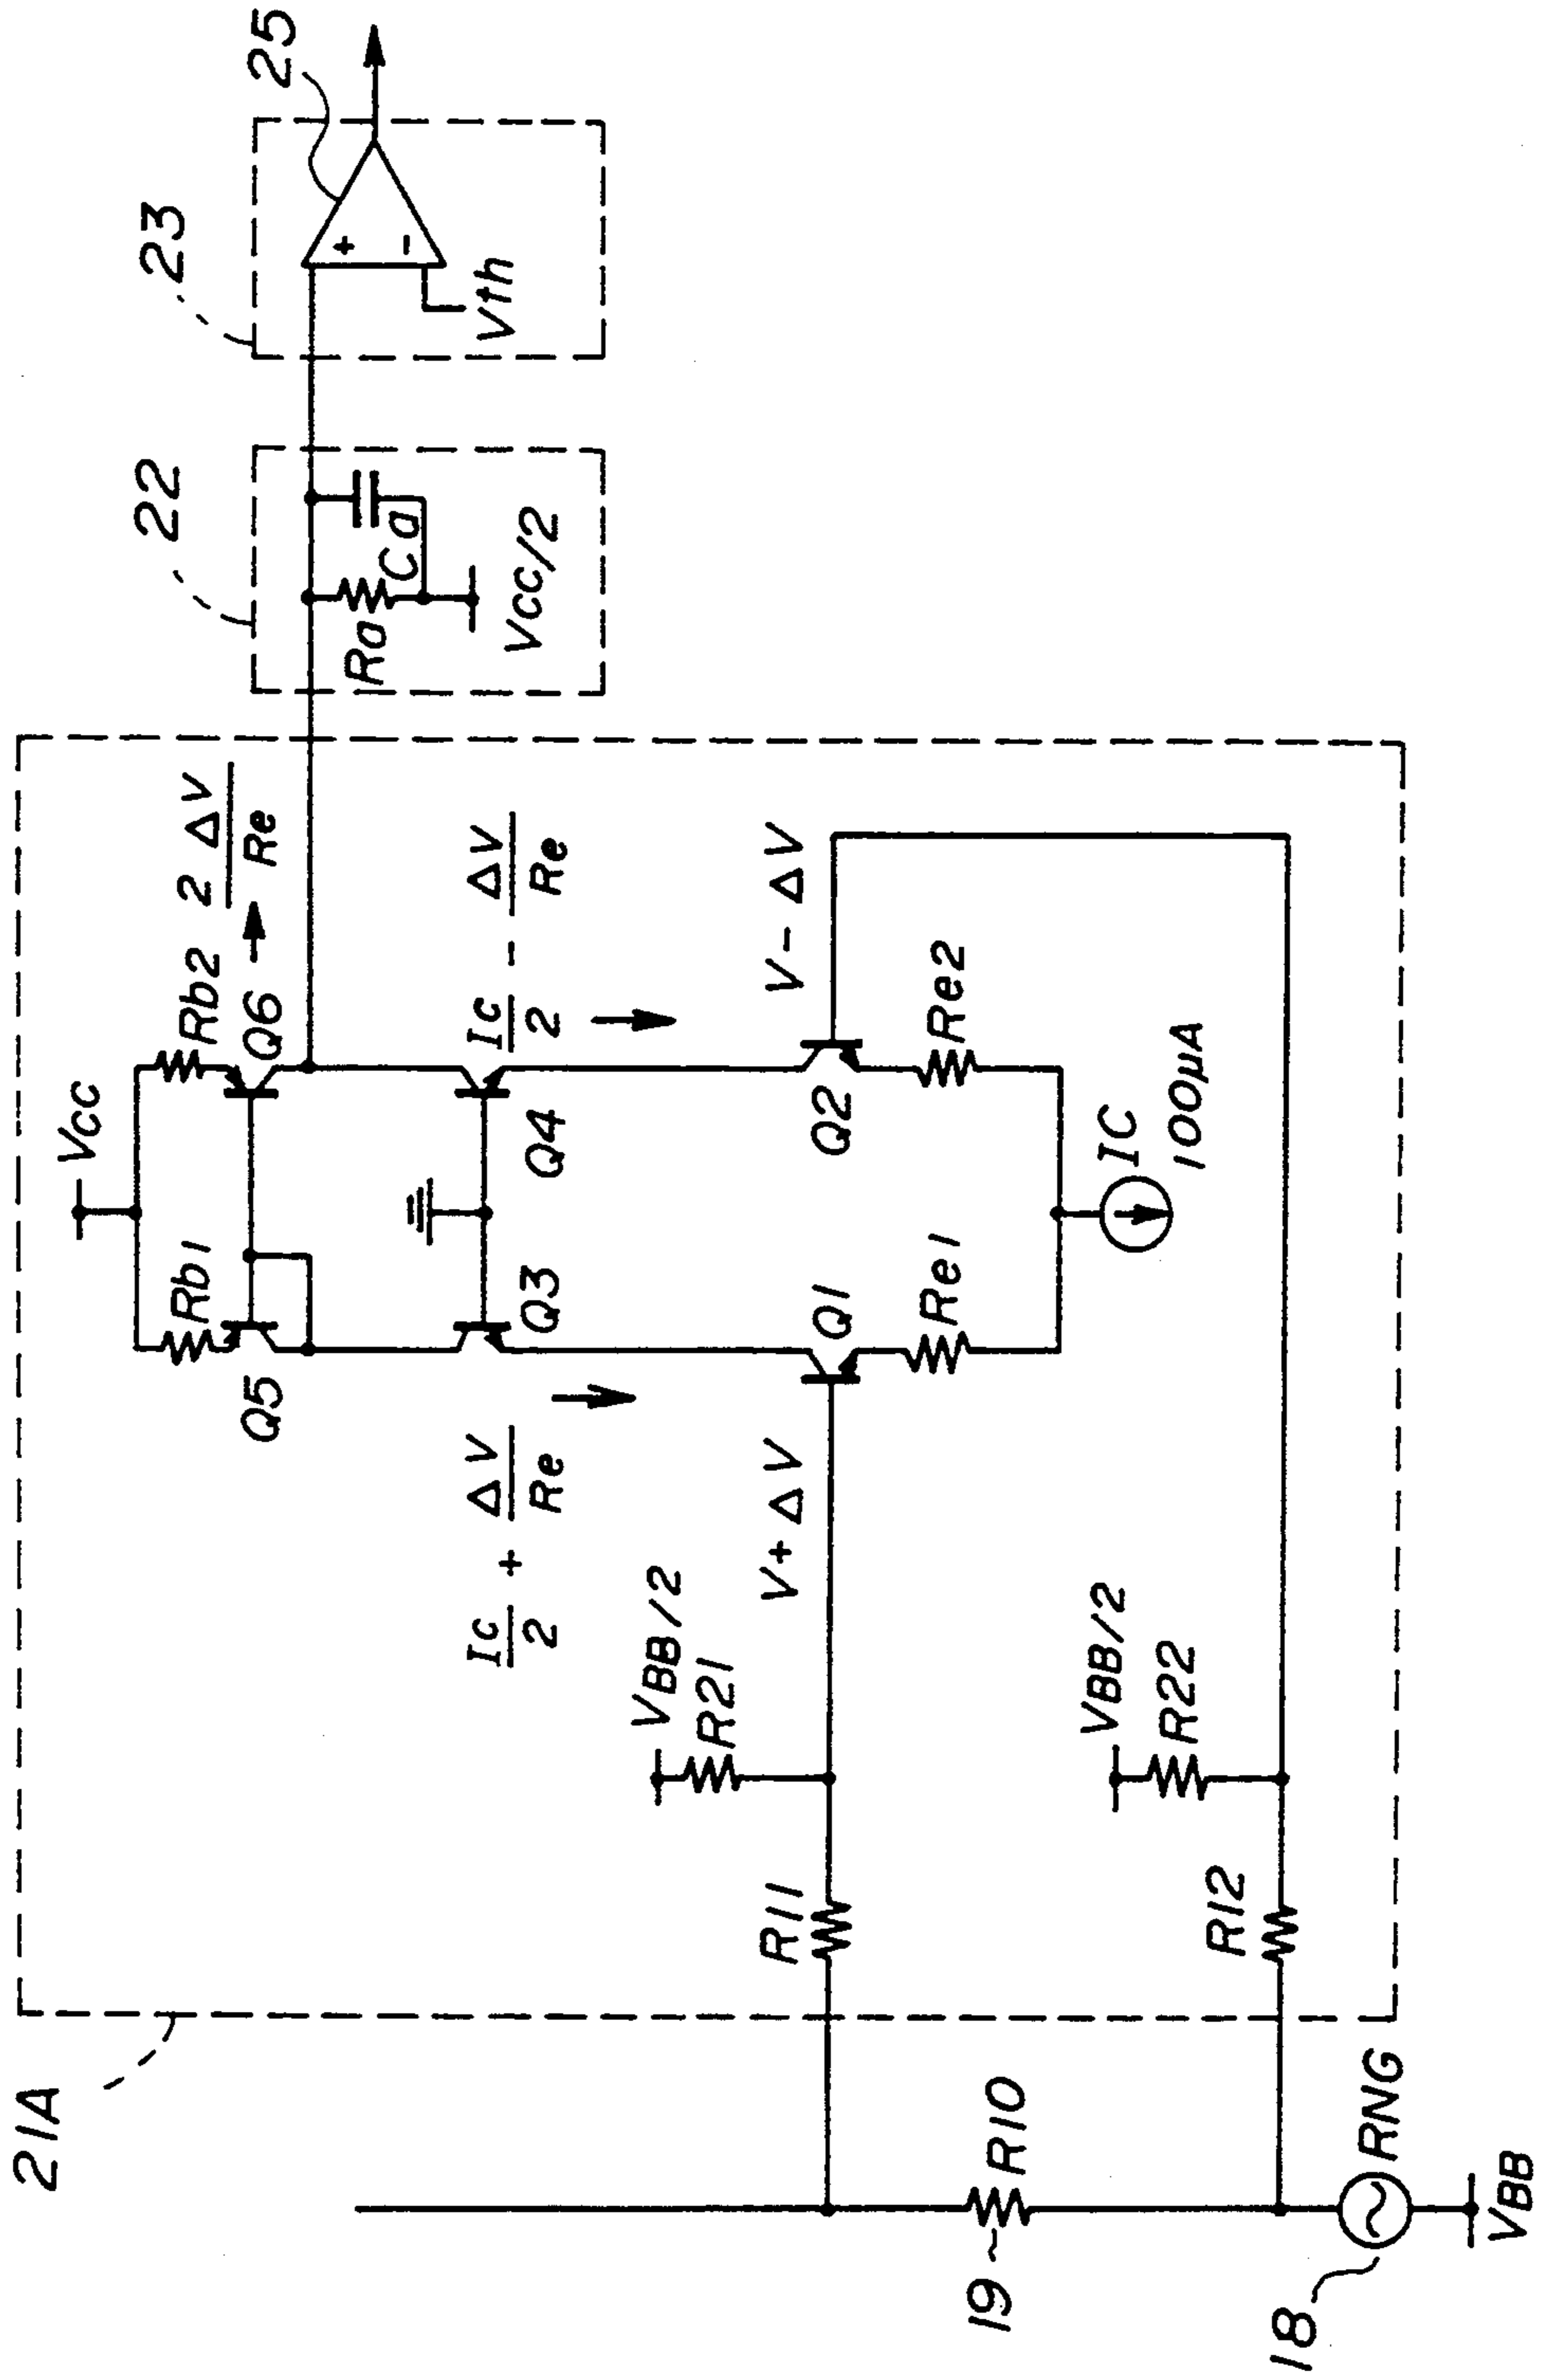 21A
22
23
25
Vcc
Rb1
Rb2
2 ΔV
Re
Q5
Q6
Ra
Ca
Vcc/2
+
-
Vth
Ic
2
+
ΔV
Re
Q3
Q4
Ic
2
-
ΔV
Re
VBB/2
R21
V+ΔV
Q1
Q2
V-ΔV
R11
Re1
Re2
IC
100μA
VBB/2
R22
R12
19
R10
18
RNG
VBB